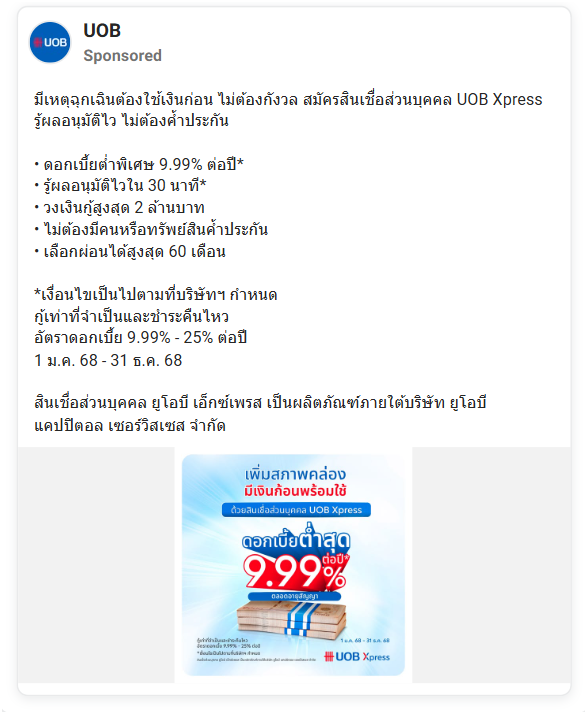 UOB
UOB
Sponsored
มีเหตุฉุกเฉินต้องใช้เงินก่อน ไม่ต้องกังวล สมัครสินเชื่อส่วนบุคคล UOB Xpress
รู้ผลอนุมัติไว ไม่ต้องค้ำประกัน
• ดอกเบี้ยต่ำพิเศษ 9.99% ต่อปี*
• รู้ผลอนุมัติไวใน 30 นาที*
• วงเงินกู้สูงสุด 2 ล้านบาท
• ไม่ต้องมีคนหรือทรัพย์สินค้ำประกัน
• เลือกผ่อนได้สูงสุด 60 เดือน
*เงื่อนไขเป็นไปตามที่บริษัทฯ กำหนด
กู้เท่าที่จำเป็นและชำระคืนไหว
อัตราดอกเบี้ย 9.99% - 25% ต่อปี
1 ม.ค. 68 - 31 ธ.ค. 68
สินเชื่อส่วนบุคคล ยูโอบี เอ็กซ์เพรส เป็นผลิตภัณฑ์ภายใต้บริษัท ยูโอบี
แคปปิตอล เซอร์วิสเซส จำกัด
เพิ่มสภาพคล่อง
มีเงินก้อนพร้อมใช้
ด้วยสินเชื่อส่วนบุคคล UOB Xpress
ดอกเบี้ยต่ำสุด
9.99% ต่อปี*
ตลอดอายุสัญญา
กู้เท่าที่จำเป็นและชำระคืนไหว
อัตราดอกเบี้ย 9.99% - 25% ต่อปี
*เงื่อนไขเป็นไปตามที่บริษัทฯ กำหนด
31 ธ.ค. 68
UOB Xpress